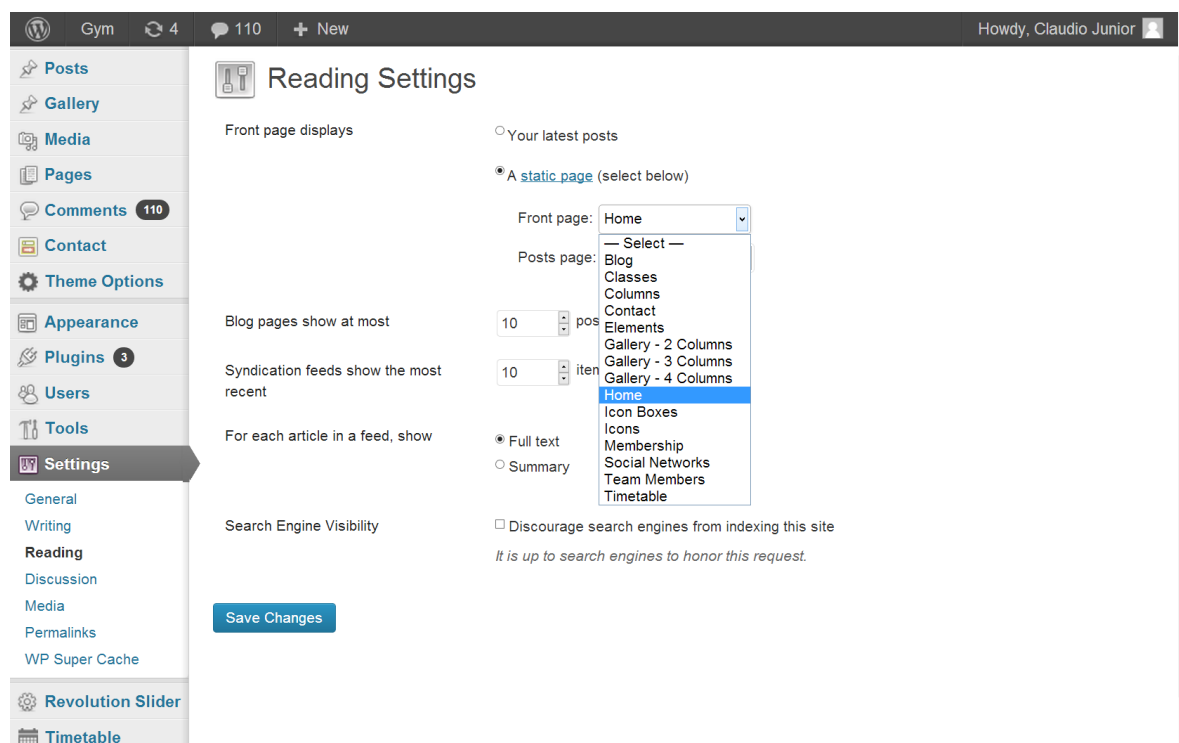 Gym 4 110 + New Howdy, Claudio Junior
Posts
Gallery
Media
Pages
Comments 110
Contact
Theme Options
Appearance
Plugins 3
Users
Tools
Settings
General
Writing
Reading
Discussion
Media
Permalinks
WP Super Cache
Revolution Slider
Timetable
Reading Settings
Front page displays
Your latest posts
A static page (select below)
Front page: Home
— Select —
Posts page:
Blog
Classes
Columns
Contact
Elements
Gallery - 2 Columns
Gallery - 3 Columns
Gallery - 4 Columns
Home
Icon Boxes
Icons
Membership
Social Networks
Team Members
Timetable
Blog pages show at most
10 pos
Syndication feeds show the most
recent
10 iter
For each article in a feed, show
Full text
Summary
Search Engine Visibility
Discourage search engines from indexing this site
It is up to search engines to honor this request.
Save Changes